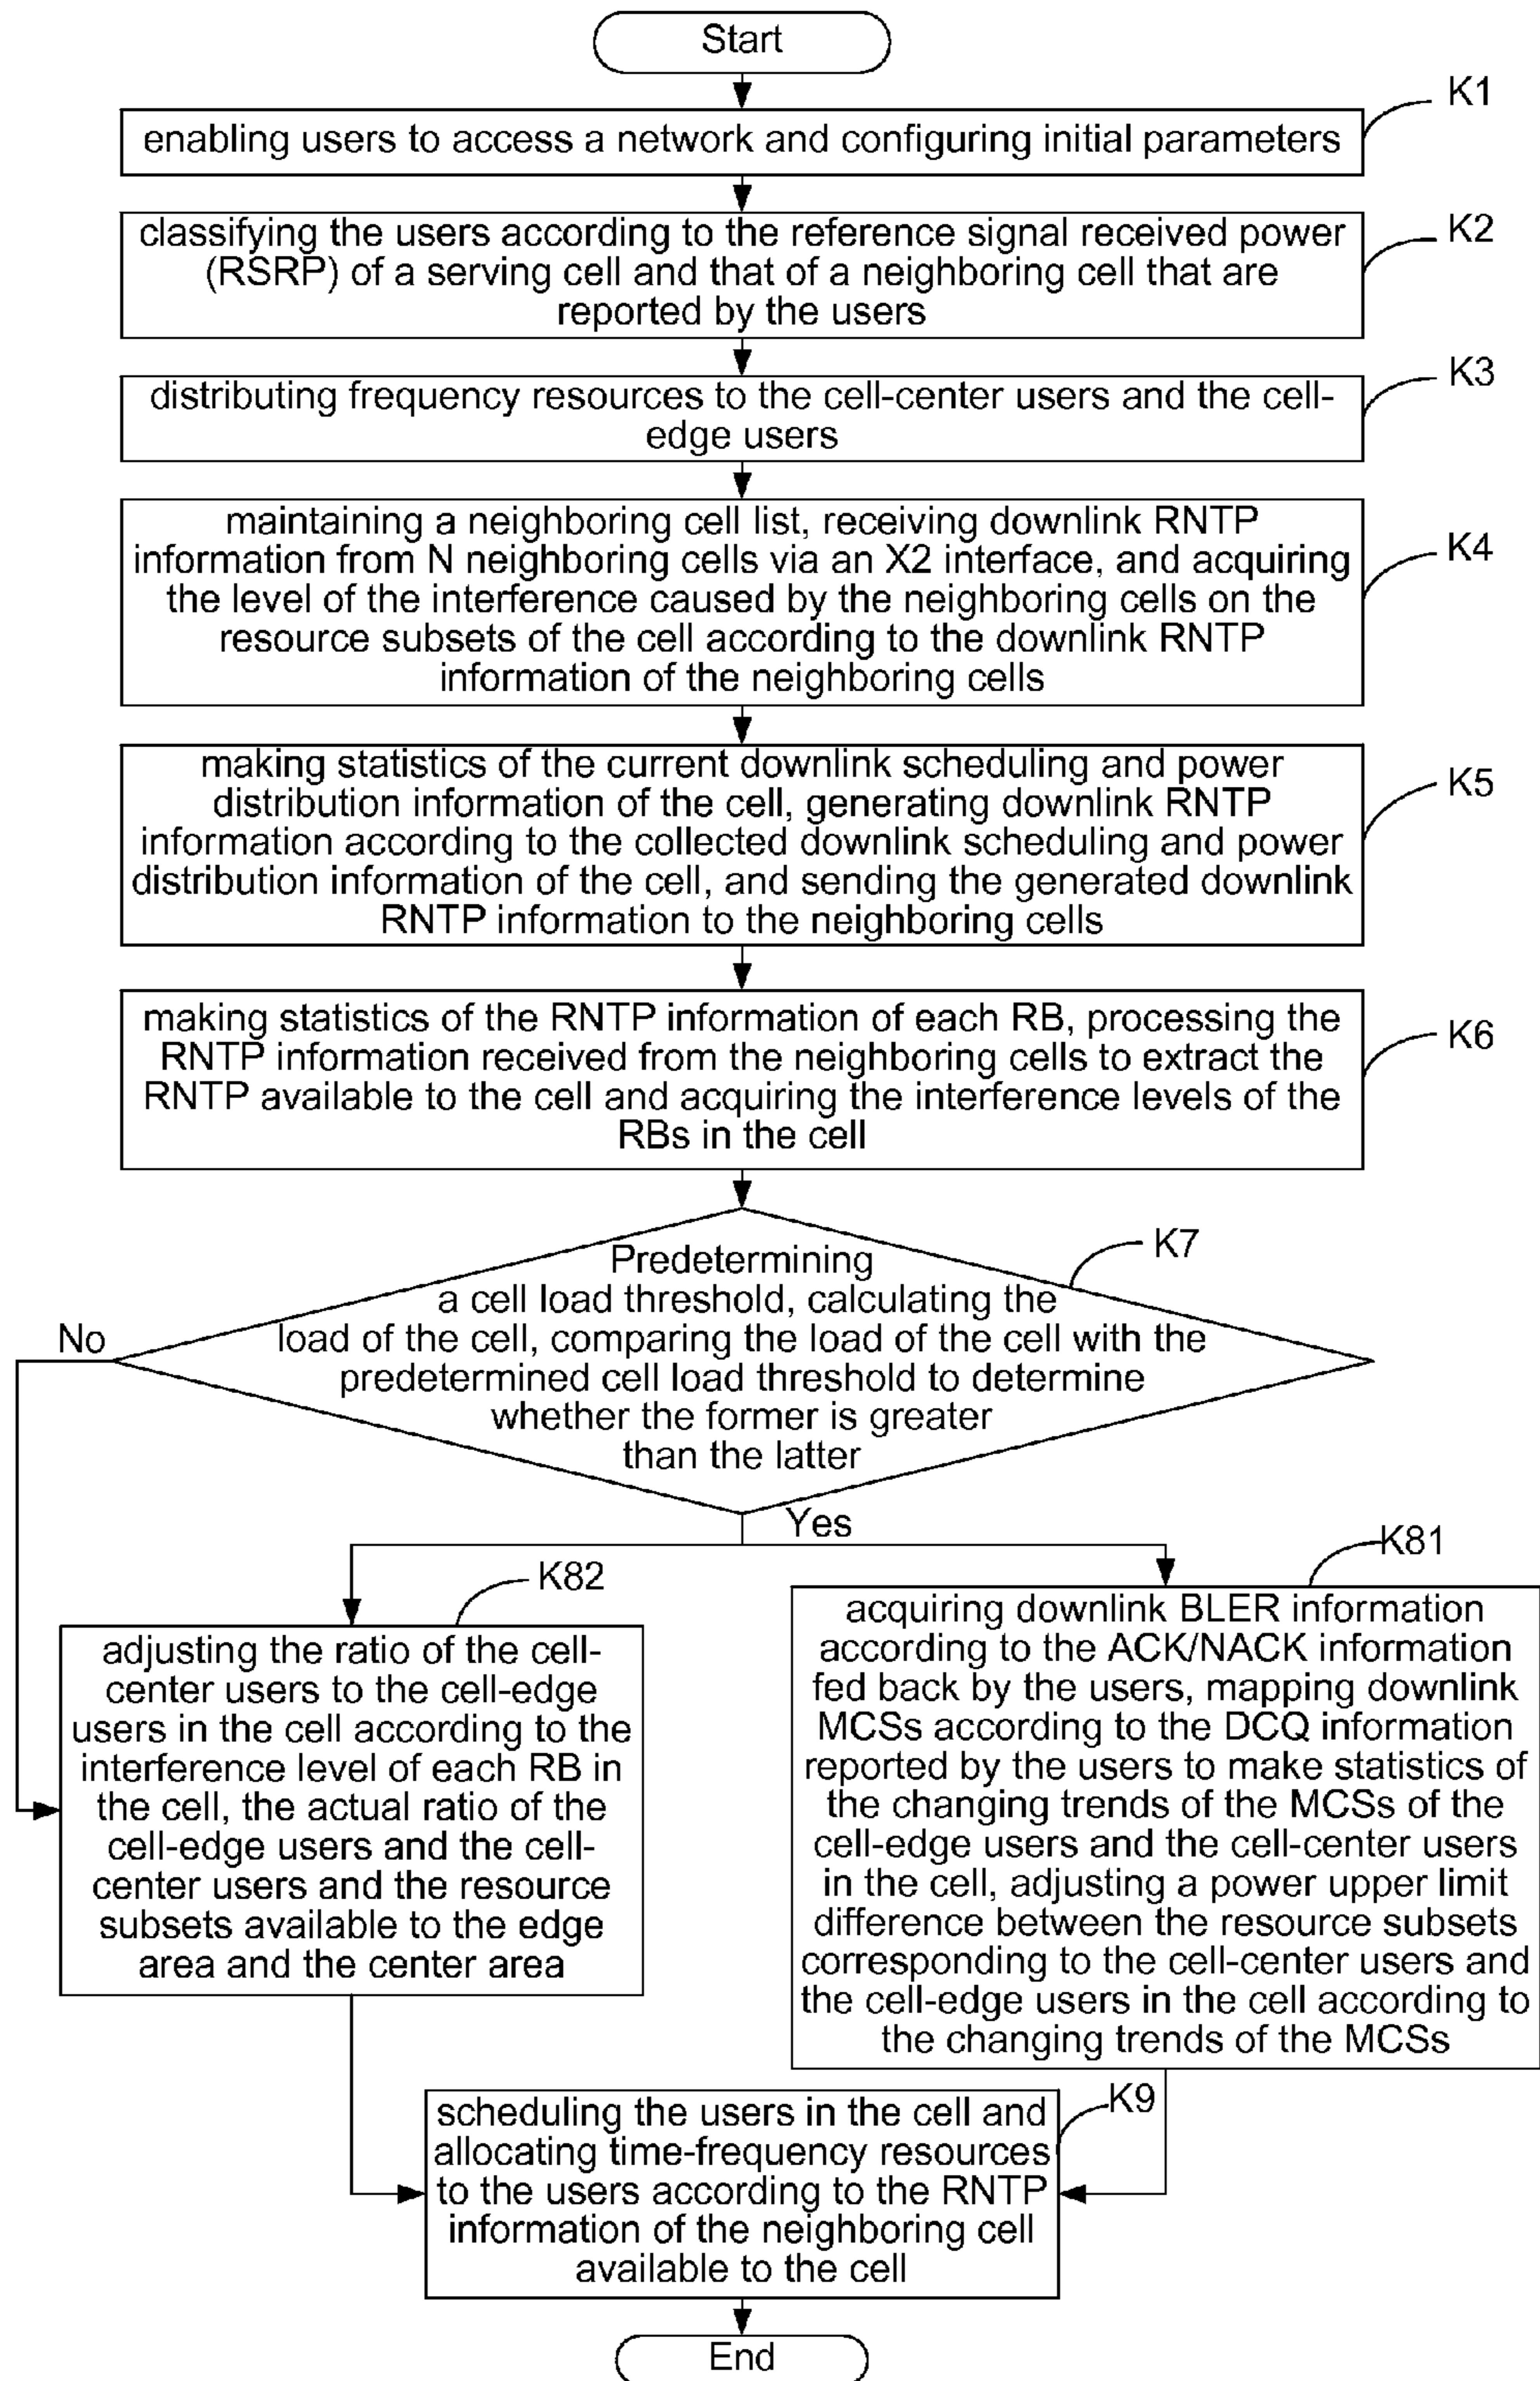 Start
K1
enabling users to access a network and configuring initial parameters
K2
classifying the users according to the reference signal received power
(RSRP) of a serving cell and that of a neighboring cell that are
reported by the users
K3
distributing frequency resources to the cell-center users and the cell-
edge users
K4
maintaining a neighboring cell list, receiving downlink RNTP
information from N neighboring cells via an X2 interface, and acquiring
the level of the interference caused by the neighboring cells on the
resource subsets of the cell according to the downlink RNTP
information of the neighboring cells
K5
making statistics of the current downlink scheduling and power
distribution information of the cell, generating downlink RNTP
information according to the collected downlink scheduling and power
distribution information of the cell, and sending the generated downlink
RNTP information to the neighboring cells
K6
making statistics of the RNTP information of each RB, processing the
RNTP information received from the neighboring cells to extract the
RNTP available to the cell and acquiring the interference levels of the
RBs in the cell
K7
Predetermining
a cell load threshold, calculating the
load of the cell, comparing the load of the cell with the
predetermined cell load threshold to determine
whether the former is greater
than the latter
No
Yes
K82
adjusting the ratio of the cell-
center users to the cell-edge
users in the cell according to the
interference level of each RB in
the cell, the actual ratio of the
cell-edge users and the cell-
center users and the resource
subsets available to the edge
area and the center area
K81
acquiring downlink BLER information
according to the ACK/NACK information
fed back by the users, mapping downlink
MCSs according to the DCQ information
reported by the users to make statistics of
the changing trends of the MCSs of the
cell-edge users and the cell-center users
in the cell, adjusting a power upper limit
difference between the resource subsets
corresponding to the cell-center users and
the cell-edge users in the cell according to
the changing trends of the MCSs
K9
scheduling the users in the cell and
allocating time-frequency resources
to the users according to the RNTP
information of the neighboring cell
available to the cell
End